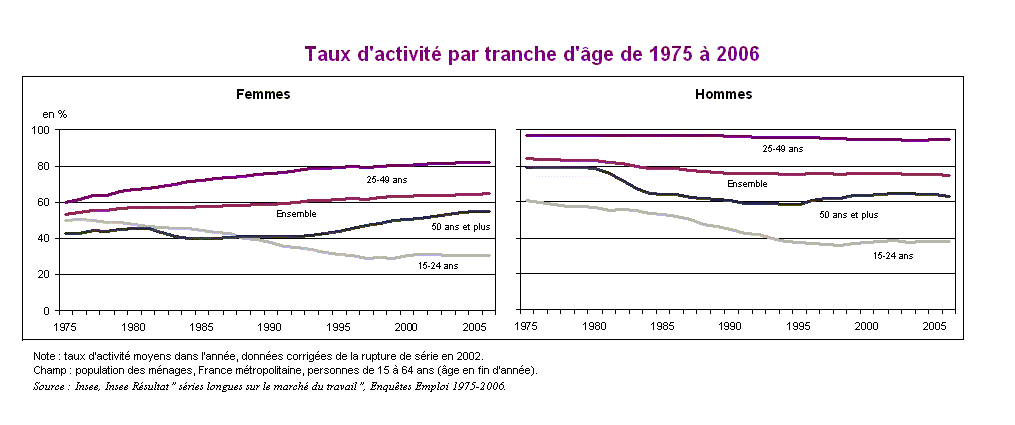 Taux d'activité par tranche d'âge de 1975 à 2006
Femmes
Hommes
en %
100
80
60
40
20
0
25-49 ans
Ensemble
50 ans et plus
15-24 ans
1975 1980 1985 1990 1995 2000 2005
25-49 ans
Ensemble
50 ans et plus
15-24 ans
1975 1980 1985 1990 1995 2000 2005
Note : taux d'activité moyens dans l'année, données corrigées de la rupture de série en 2002.
Champ : population des ménages, France métropolitaine, personnes de 15 à 64 ans (âge en fin d'année).
Source : Insee, Insee Résultat" séries longues sur le marché du travail", Enquêtes Emploi 1975-2006.